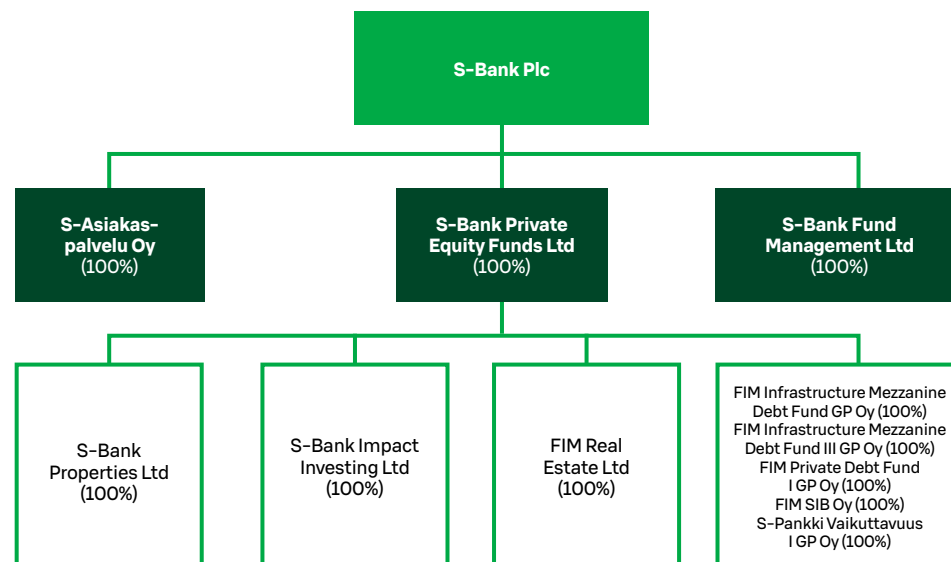 S-Bank Plc
S-Asiakas-
palvelu Oy
(100%)
S-Bank Private
Equity Funds Ltd
(100%)
S-Bank Fund
Management Ltd
(100%)
S-Bank
Properties Ltd
(100%)
S-Bank Impact
Investing Ltd
(100%)
FIM Real
Estate Ltd
(100%)
FIM Infrastructure Mezzanine
Debt Fund GP Oy (100%)
FIM Infrastructure Mezzanine
Debt Fund III GP Oy (100%)
FIM Private Debt Fund
I GP Oy (100%)
FIM SIB Oy (100%)
S-Pankki Vaikuttavuus
I GP Oy (100%)